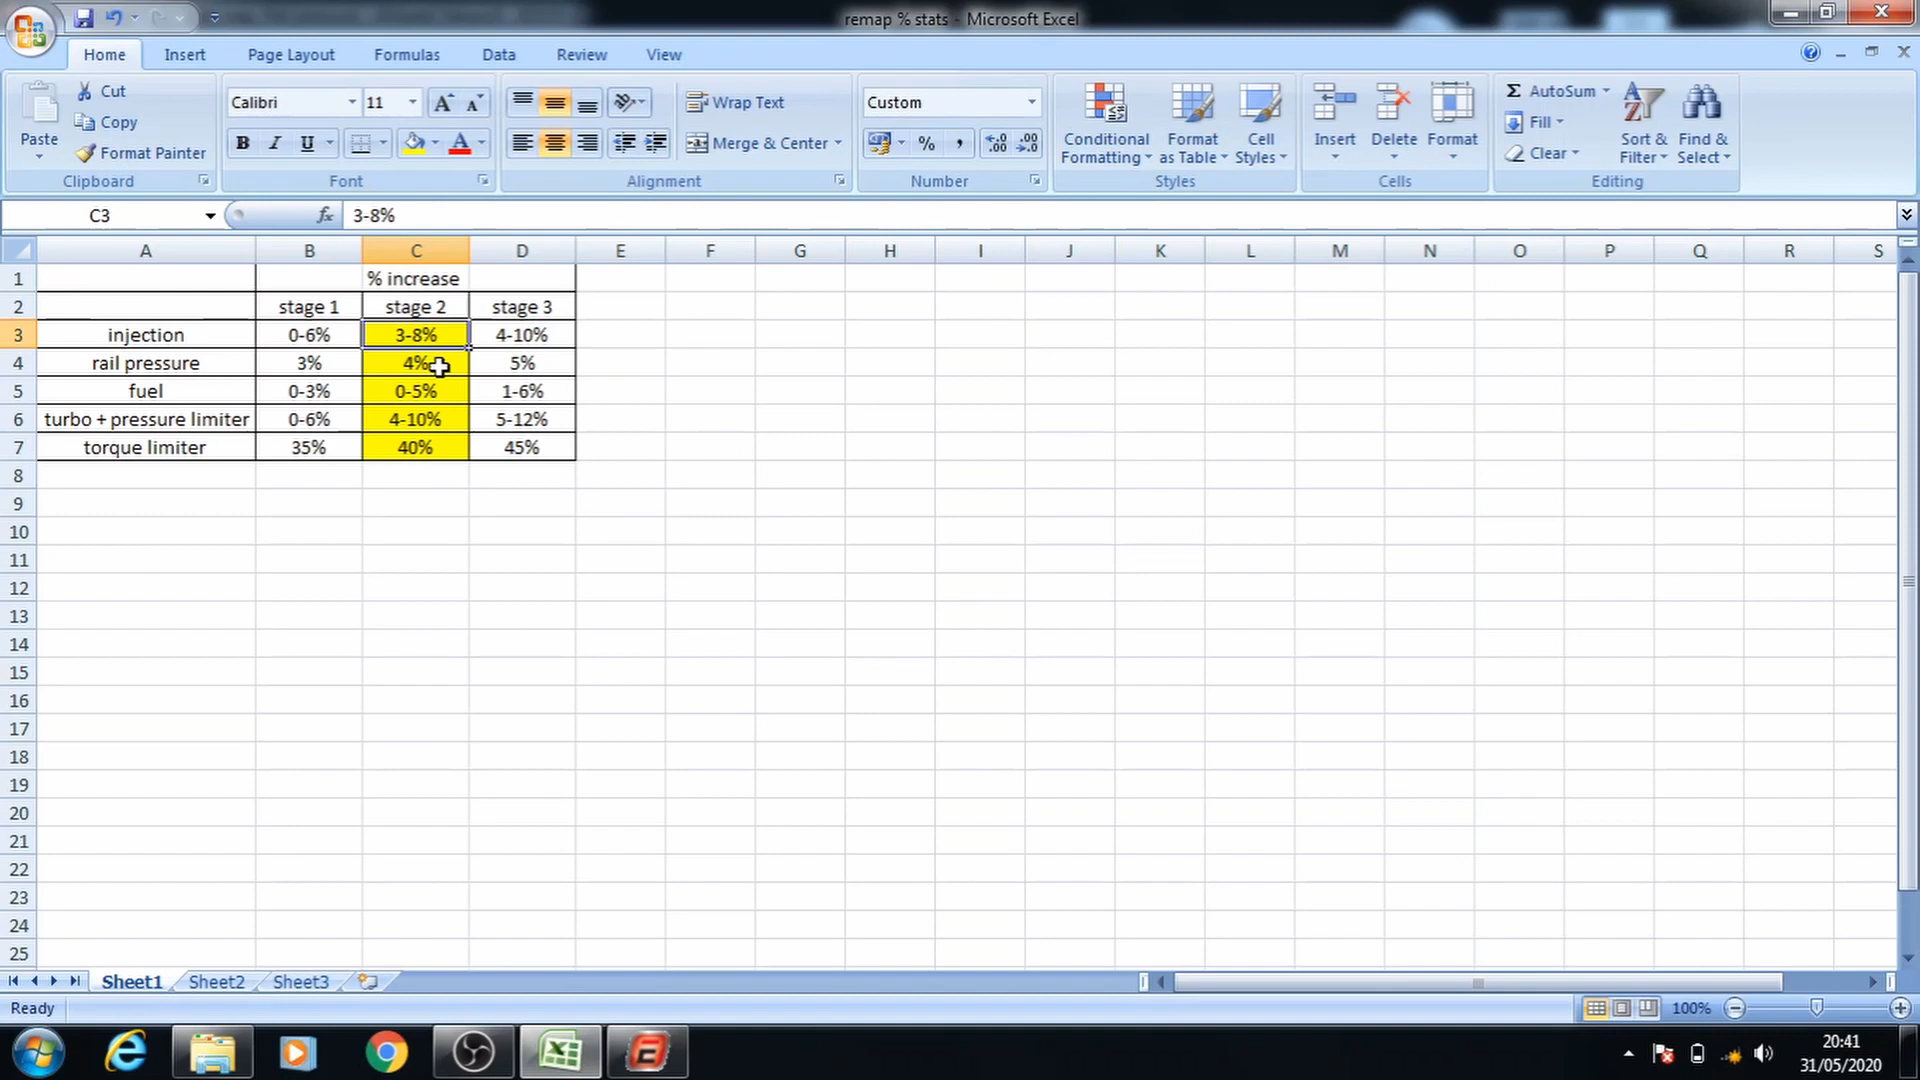 remap % stats - Microsoft Excel
Home Insert Page Layout Formulas Data Review View
Paste
Cut
Copy
Format Painter
Clipboard
Calibri 11
B I U
Font
Wrap Text
Merge & Center
Alignment
Custom
% ,
Number
Conditional Formatting
Format as Table
Cell Styles
Styles
Insert Delete Format
Cells
Σ AutoSum
Fill
Clear
Sort & Filter
Find & Select
Editing
C3 fx 3-8%
A B C D E F G H I J K L M N O P Q R S
1 % increase
2 stage 1 stage 2 stage 3
3 injection 0-6% 3-8% 4-10%
4 rail pressure 3% 4% 5%
5 fuel 0-3% 0-5% 1-6%
6 turbo + pressure limiter 0-6% 4-10% 5-12%
7 torque limiter 35% 40% 45%
8
9
10
11
12
13
14
15
16
17
18
19
20
21
22
23
24
25
Sheet1 Sheet2 Sheet3
Ready 100%
20:41
31/05/2020